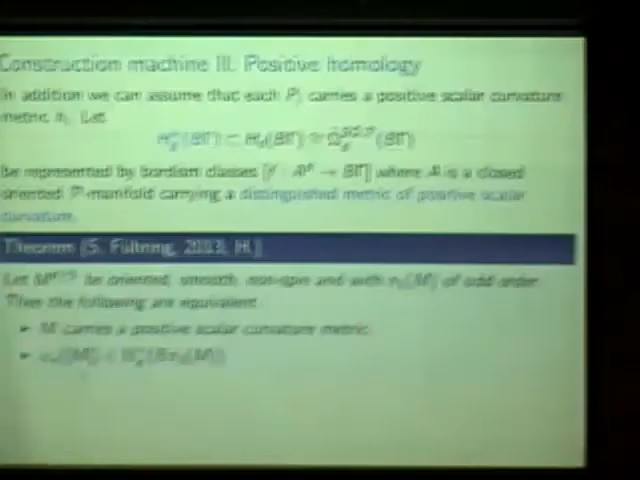 Construction machine III. Positive homology
In addition we can assume that each P carries a positive scalar curvature
metric Let
be represented by bordism classes where A is a closed
oriented P-manifold carrying a distinguished metric of positive scalar
curvature.
Theorem (S. Führing, 2013, H.)
Let be oriented, smooth, non-spin and with π₁(M) of odd order.
Then the following are equivalent
▸ M carries a positive scalar curvature metric.